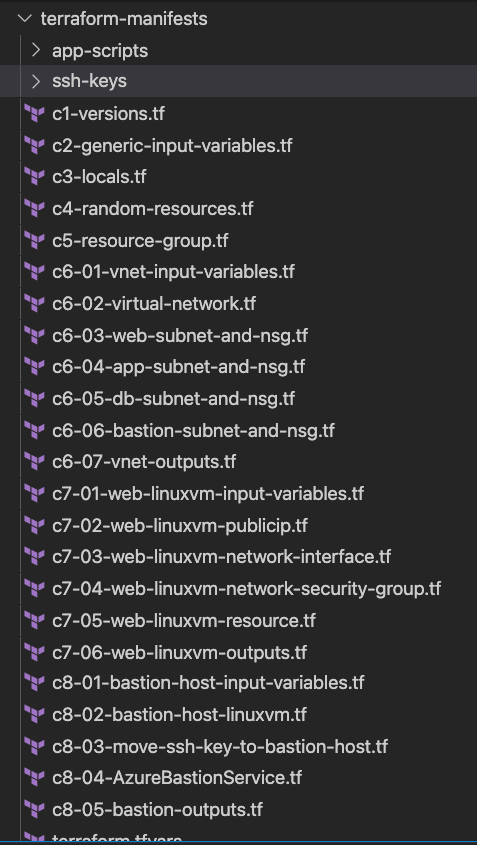 terraform-manifests
app-scripts
ssh-keys
c1-versions.tf
c2-generic-input-variables.tf
c3-locals.tf
c4-random-resources.tf
c5-resource-group.tf
c6-01-vnet-input-variables.tf
c6-02-virtual-network.tf
c6-03-web-subnet-and-nsg.tf
c6-04-app-subnet-and-nsg.tf
c6-05-db-subnet-and-nsg.tf
c6-06-bastion-subnet-and-nsg.tf
c6-07-vnet-outputs.tf
c7-01-web-linuxvm-input-variables.tf
c7-02-web-linuxvm-publicip.tf
c7-03-web-linuxvm-network-interface.tf
c7-04-web-linuxvm-network-security-group.tf
c7-05-web-linuxvm-resource.tf
c7-06-web-linuxvm-outputs.tf
c8-01-bastion-host-input-variables.tf
c8-02-bastion-host-linuxvm.tf
c8-03-move-ssh-key-to-bastion-host.tf
c8-04-AzureBastionService.tf
c8-05-bastion-outputs.tf
terraform.tfvars